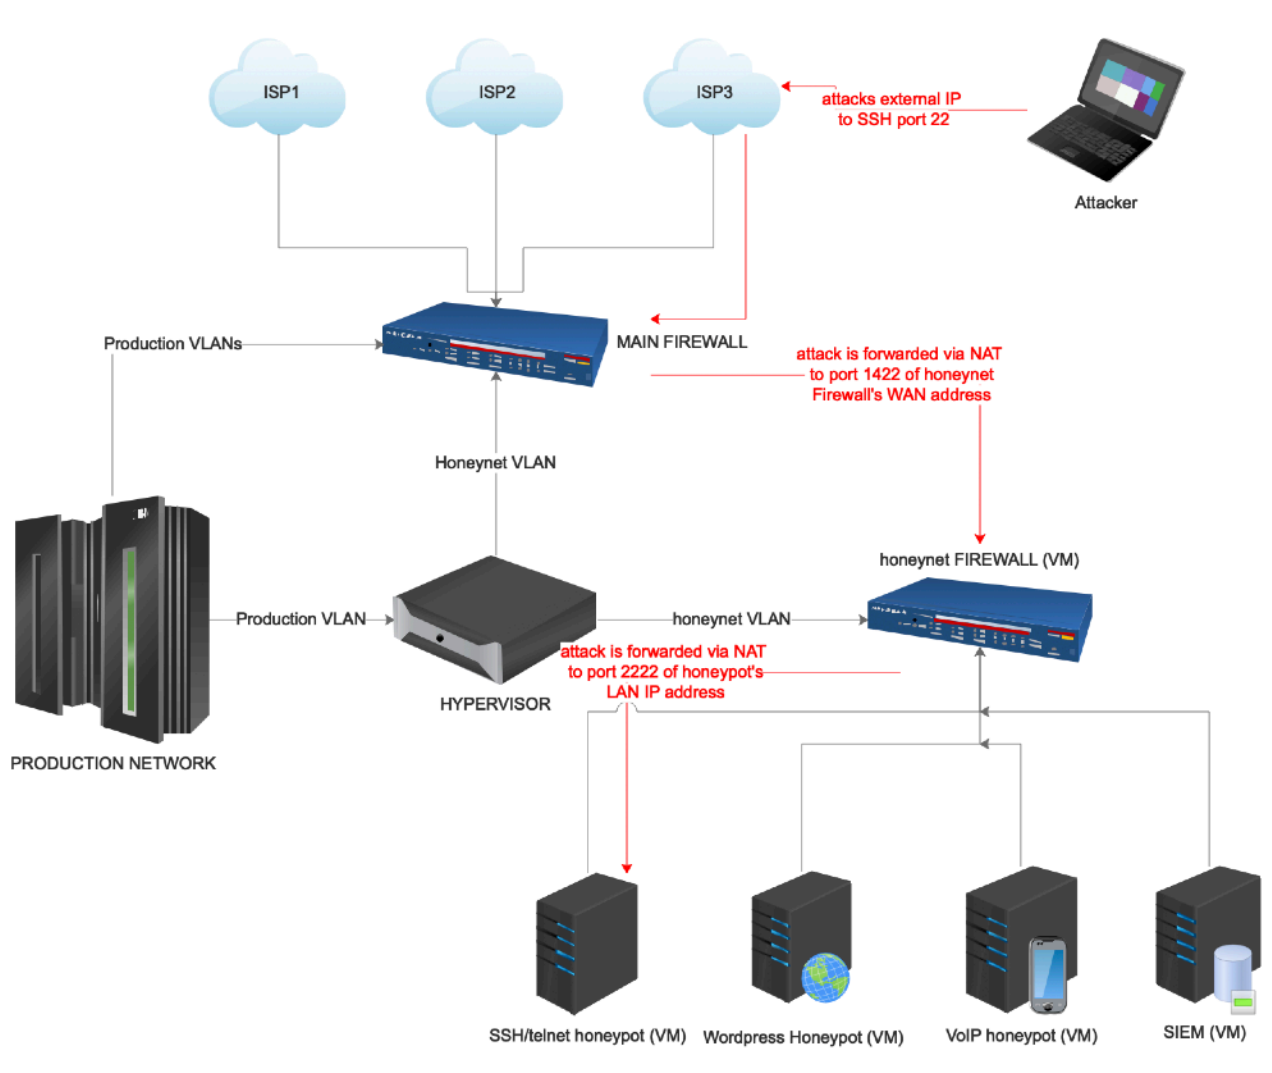 ISP1
ISP2
ISP3
attacks external IP
to SSH port 22
Attacker
Production VLANs
MAIN FIREWALL
attack is forwarded via NAT
to port 1422 of honeynet
Firewall's WAN address
Honeynet VLAN
honeynet FIREWALL (VM)
Production VLAN
honeynet VLAN
attack is forwarded via NAT
to port 2222 of honeypot's
LAN IP address
HYPERVISOR
PRODUCTION NETWORK
SSH/telnet honeypot (VM)
Wordpress Honeypot (VM)
VoIP honeypot (VM)
SIEM (VM)